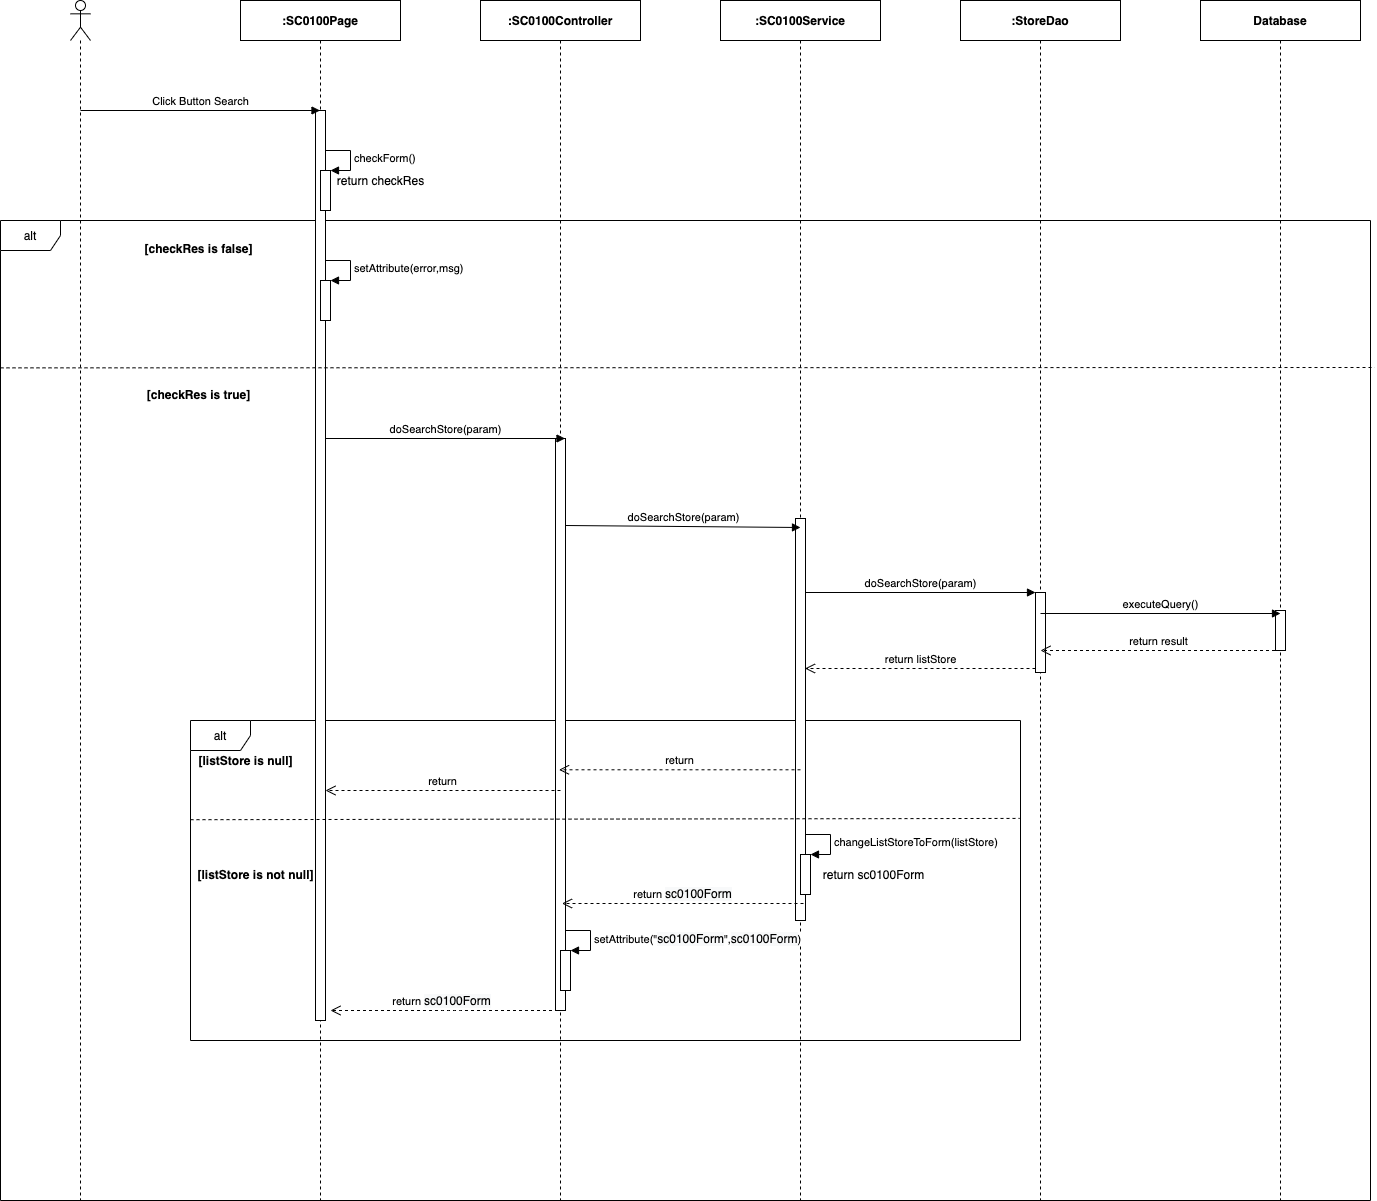 :SC0100Page
:SC0100Controller
:SC0100Service
:StoreDao
Database
Click Button Search
checkForm()
return checkRes
alt
[checkRes is false]
setAttribute(error,msg)
[checkRes is true]
doSearchStore(param)
doSearchStore(param)
doSearchStore(param)
executeQuery()
return result
return listStore
alt
[listStore is null]
return
return
changeListStoreToForm(listStore)
[listStore is not null]
return sc0100Form
return sc0100Form
setAttribute("sc0100Form",sc0100Form)
return sc0100Form